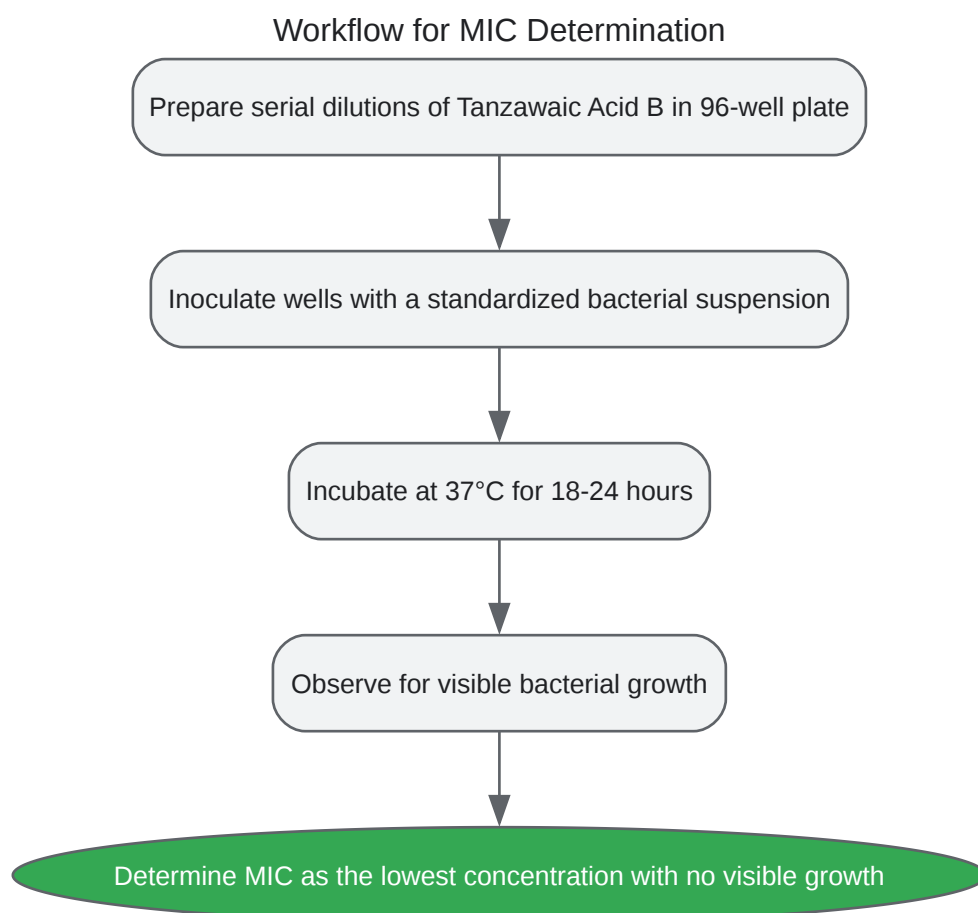 Workflow for MIC Determination
Prepare serial dilutions of Tanzawaic Acid B in 96-well plate
Inoculate wells with a standardized bacterial suspension
Incubate at 37°C for 18-24 hours
Observe for visible bacterial growth
Determine MIC as the lowest concentration with no visible growth